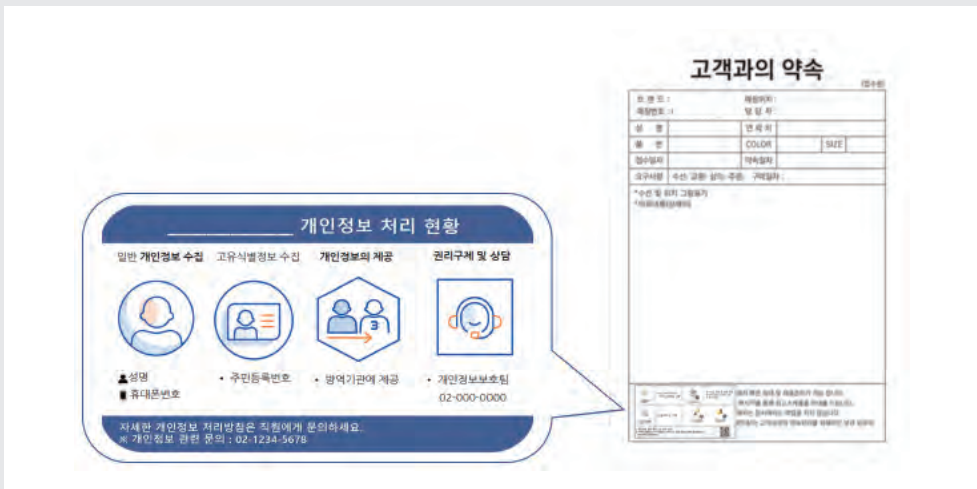 고객과의 약속
(접수증)
브 랜 드 : 매장위치 :
매장번호 : 담 당 자 :
성 명 연 락 처
품 번 COLOR SIZE
접수일자 약속일자
요구사항 수선/교환/심의/주문/ 구매일자 :
개인정보 처리 현황
일반 개인정보 수집 고유식별정보 수집 개인정보의 제공 권리구제 및 상담
3
성명 • 주민등록번호 • 방역기관에 제공 • 개인정보보호팀
휴대폰번호 02-000-0000
자세한 개인정보 처리방침은 직원에게 문의하세요.
※ 개인정보 관련 문의 : 02-1234-5678